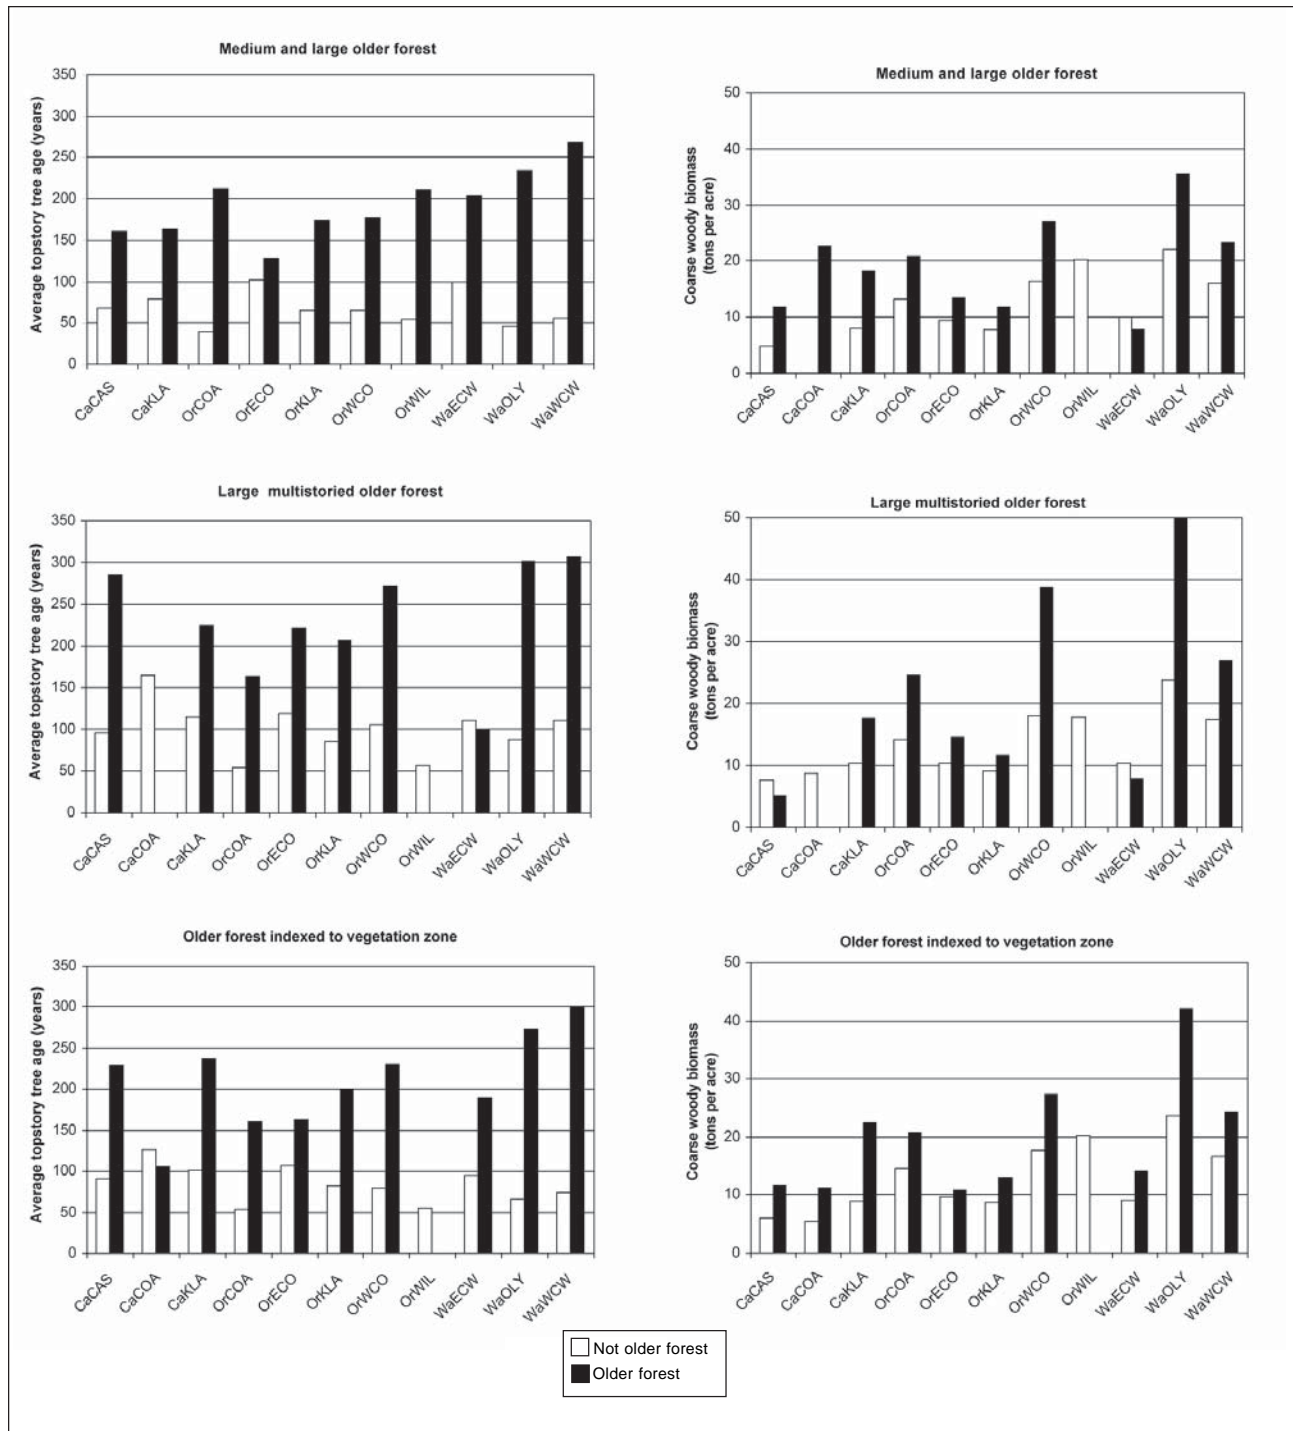 Medium and large older forest
Average topstory tree age (years)
350
300
250
200
150
100
50
0
CaCAS
CaKLA
OrCOA
OrECO
OrKLA
OrWCO
OrWIL
WaECW
WaOLY
WaWCW
Medium and large older forest
Coarse woody biomass
(tons per acre)
50
40
30
20
10
0
CaCAS
CaCOA
CaKLA
OrCOA
OrECO
OrKLA
OrWCO
OrWIL
WaECW
WaOLY
WaWCW
Large multistoried older forest
Average topstory tree age (years)
350
300
250
200
150
100
50
0
CaCAS
CaCOA
CaKLA
OrCOA
OrECO
OrKLA
OrWCO
OrWIL
WaECW
WaOLY
WaWCW
Large multistoried older forest
Coarse woody biomass
(tons per acre)
50
40
30
20
10
0
CaCAS
CaCOA
CaKLA
OrCOA
OrECO
OrKLA
OrWCO
OrWIL
WaECW
WaOLY
WaWCW
Older forest indexed to vegetation zone
Average topstory tree age (years)
350
300
250
200
150
100
50
0
CaCAS
CaCOA
CaKLA
OrCOA
OrECO
OrKLA
OrWCO
OrWIL
WaECW
WaOLY
WaWCW
Older forest indexed to vegetation zone
Coarse woody biomass
(tons per acre)
50
40
30
20
10
0
CaCAS
CaCOA
CaKLA
OrCOA
OrECO
OrKLA
OrWCO
OrWIL
WaECW
WaOLY
WaWCW
Not older forest
Older forest